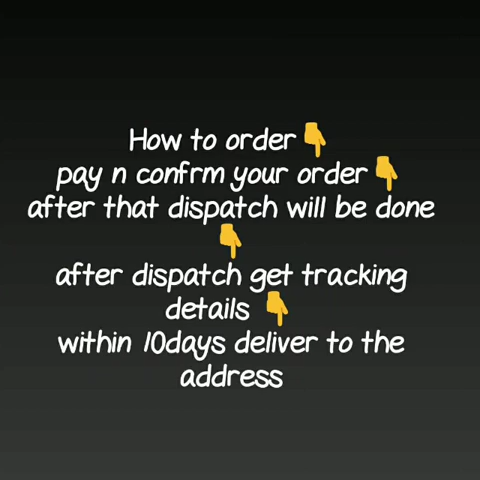 How to order👇
pay n confrm your order👇
after that dispatch will be done
👇
after dispatch get tracking
details 👇
within 10days deliver to the
address